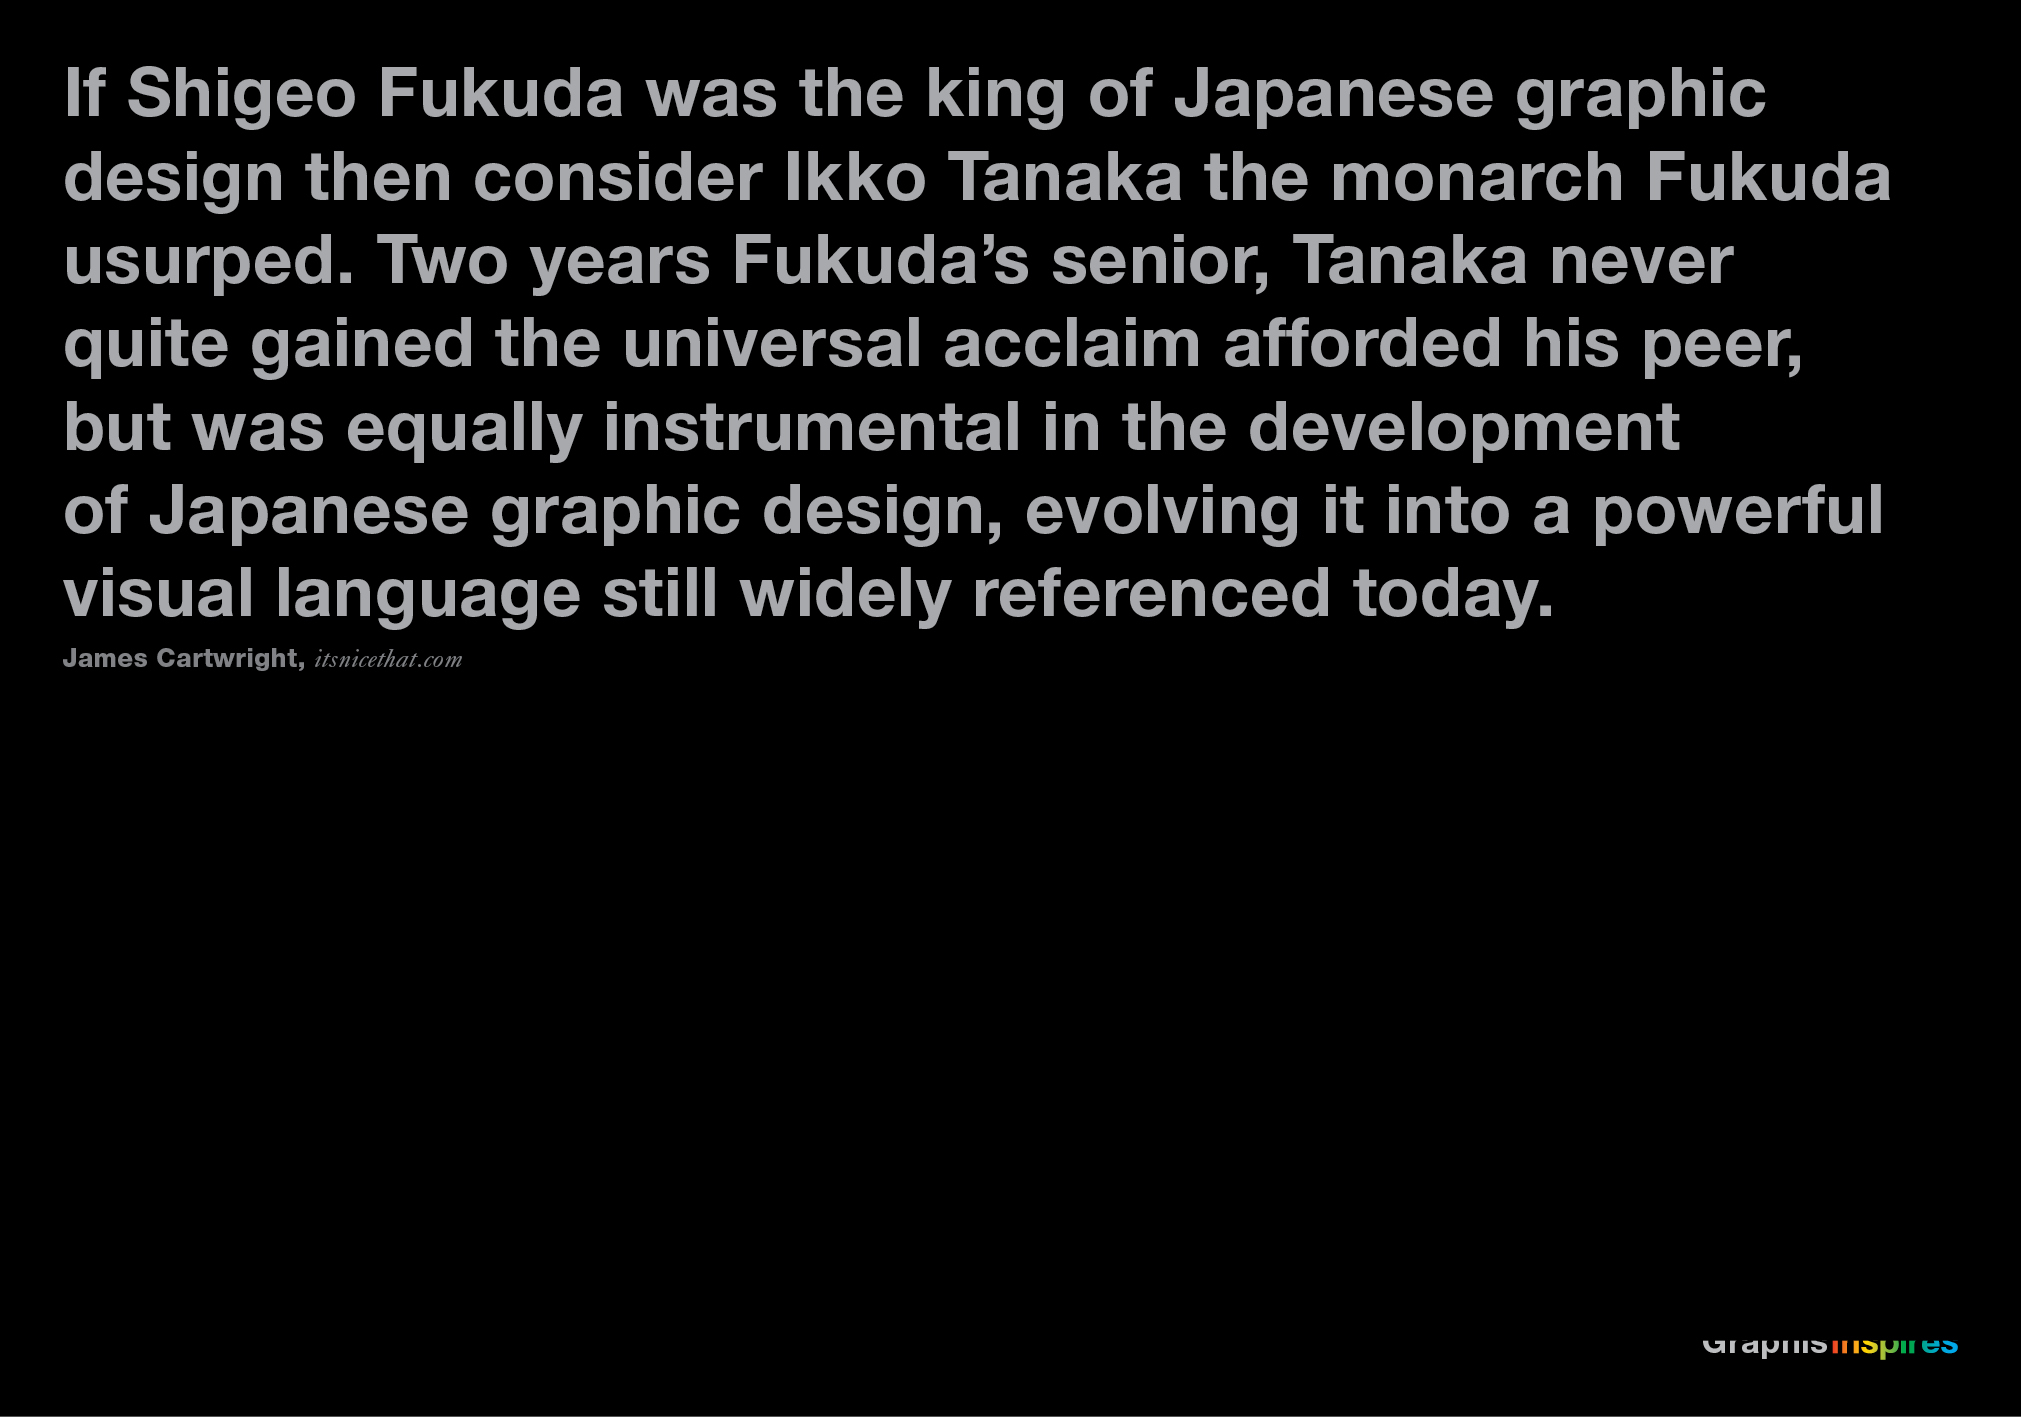 If Shigeo Fukuda was the king of Japanese graphic
design then consider Ikko Tanaka the monarch Fukuda
usurped. Two years Fukuda’s senior, Tanaka never
quite gained the universal acclaim afforded his peer,
but was equally instrumental in the development
of Japanese graphic design, evolving it into a powerful
visual language still widely referenced today.
James Cartwright, itsnicethat.com
Graphisinspires